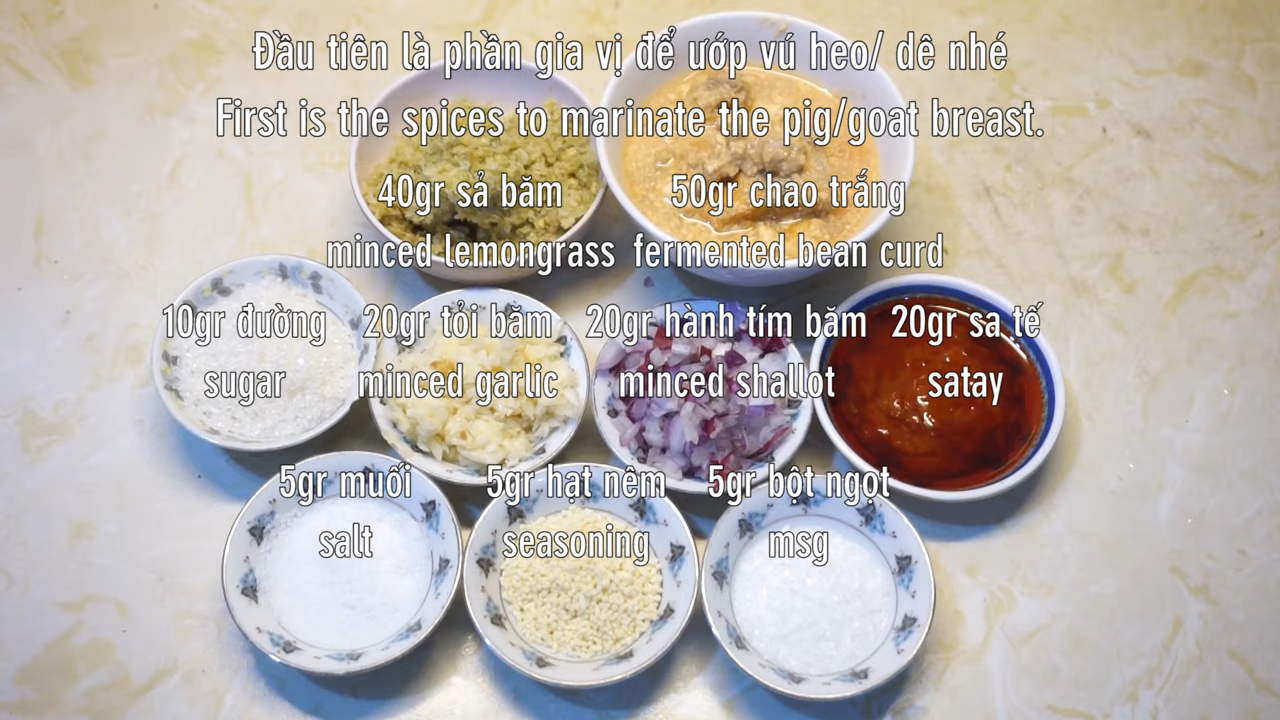 Đầu tiên là phần gia vị để ướp vú heo/ dê nhé
First is the spices to marinate the pig/goat breast.
40gr sả băm 50gr chao trắng
minced lemongrass fermented bean curd
10gr đường 20gr tỏi băm 20gr hành tím băm 20gr sa tế
sugar minced garlic minced shallot satay
5gr muối 5gr hạt nêm 5gr bột ngọt
salt seasoning msg